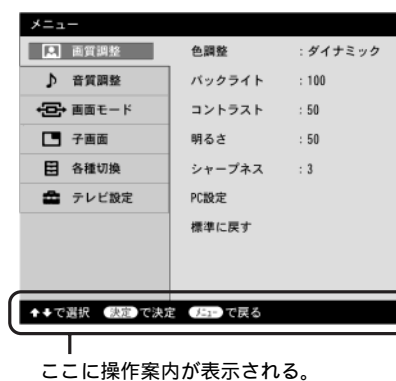 メニュー
画質調整
音質調整
画面モード
子画面
各種切換
テレビ設定
色調整 : ダイナミック
バックライト : 100
コントラスト : 50
明るさ : 50
シャープネス : 3
PC設定
標準に戻す
↑↓で選択 決定 で決定 メニュー で戻る
ここに操作案内が表示される。